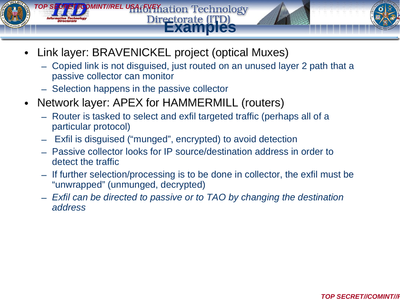 TOP SECRET//COMINT//REL USA, FVEY
Information Technology
Directorate (ITD)
ITD
Information Technology
Directorate
Examples
• Link layer: BRAVENICKEL project (optical Muxes)
– Copied link is not disguised, just routed on an unused layer 2 path that a
passive collector can monitor
– Selection happens in the passive collector
• Network layer: APEX for HAMMERMILL (routers)
– Router is tasked to select and exfil targeted traffic (perhaps all of a
particular protocol)
– Exfil is disguised ("munged", encrypted) to avoid detection
– Passive collector looks for IP source/destination address in order to
detect the traffic
– If further selection/processing is to be done in collector, the exfil must be
"unwrapped" (unmunged, decrypted)
– Exfil can be directed to passive or to TAO by changing the destination
address
TOP SECRET//COMINT//R